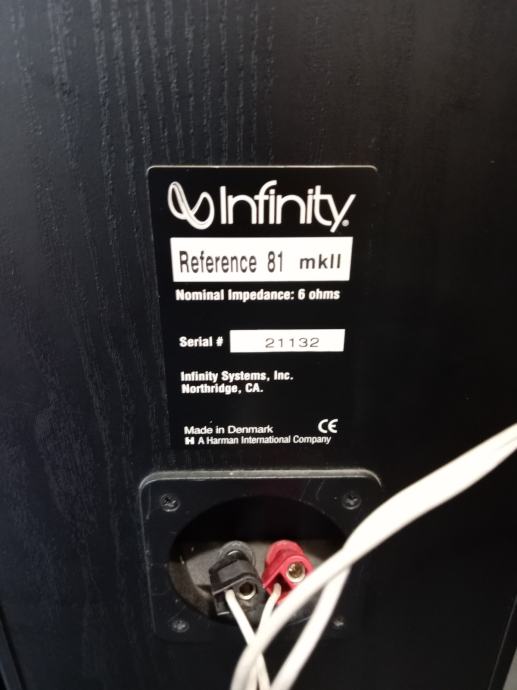 Infinity®
Reference 81 mkII
Nominal Impedance: 6 ohms
Serial # 21132
Infinity Systems, Inc.
Northridge, CA.
Made in Denmark CE
H A Harman International Company